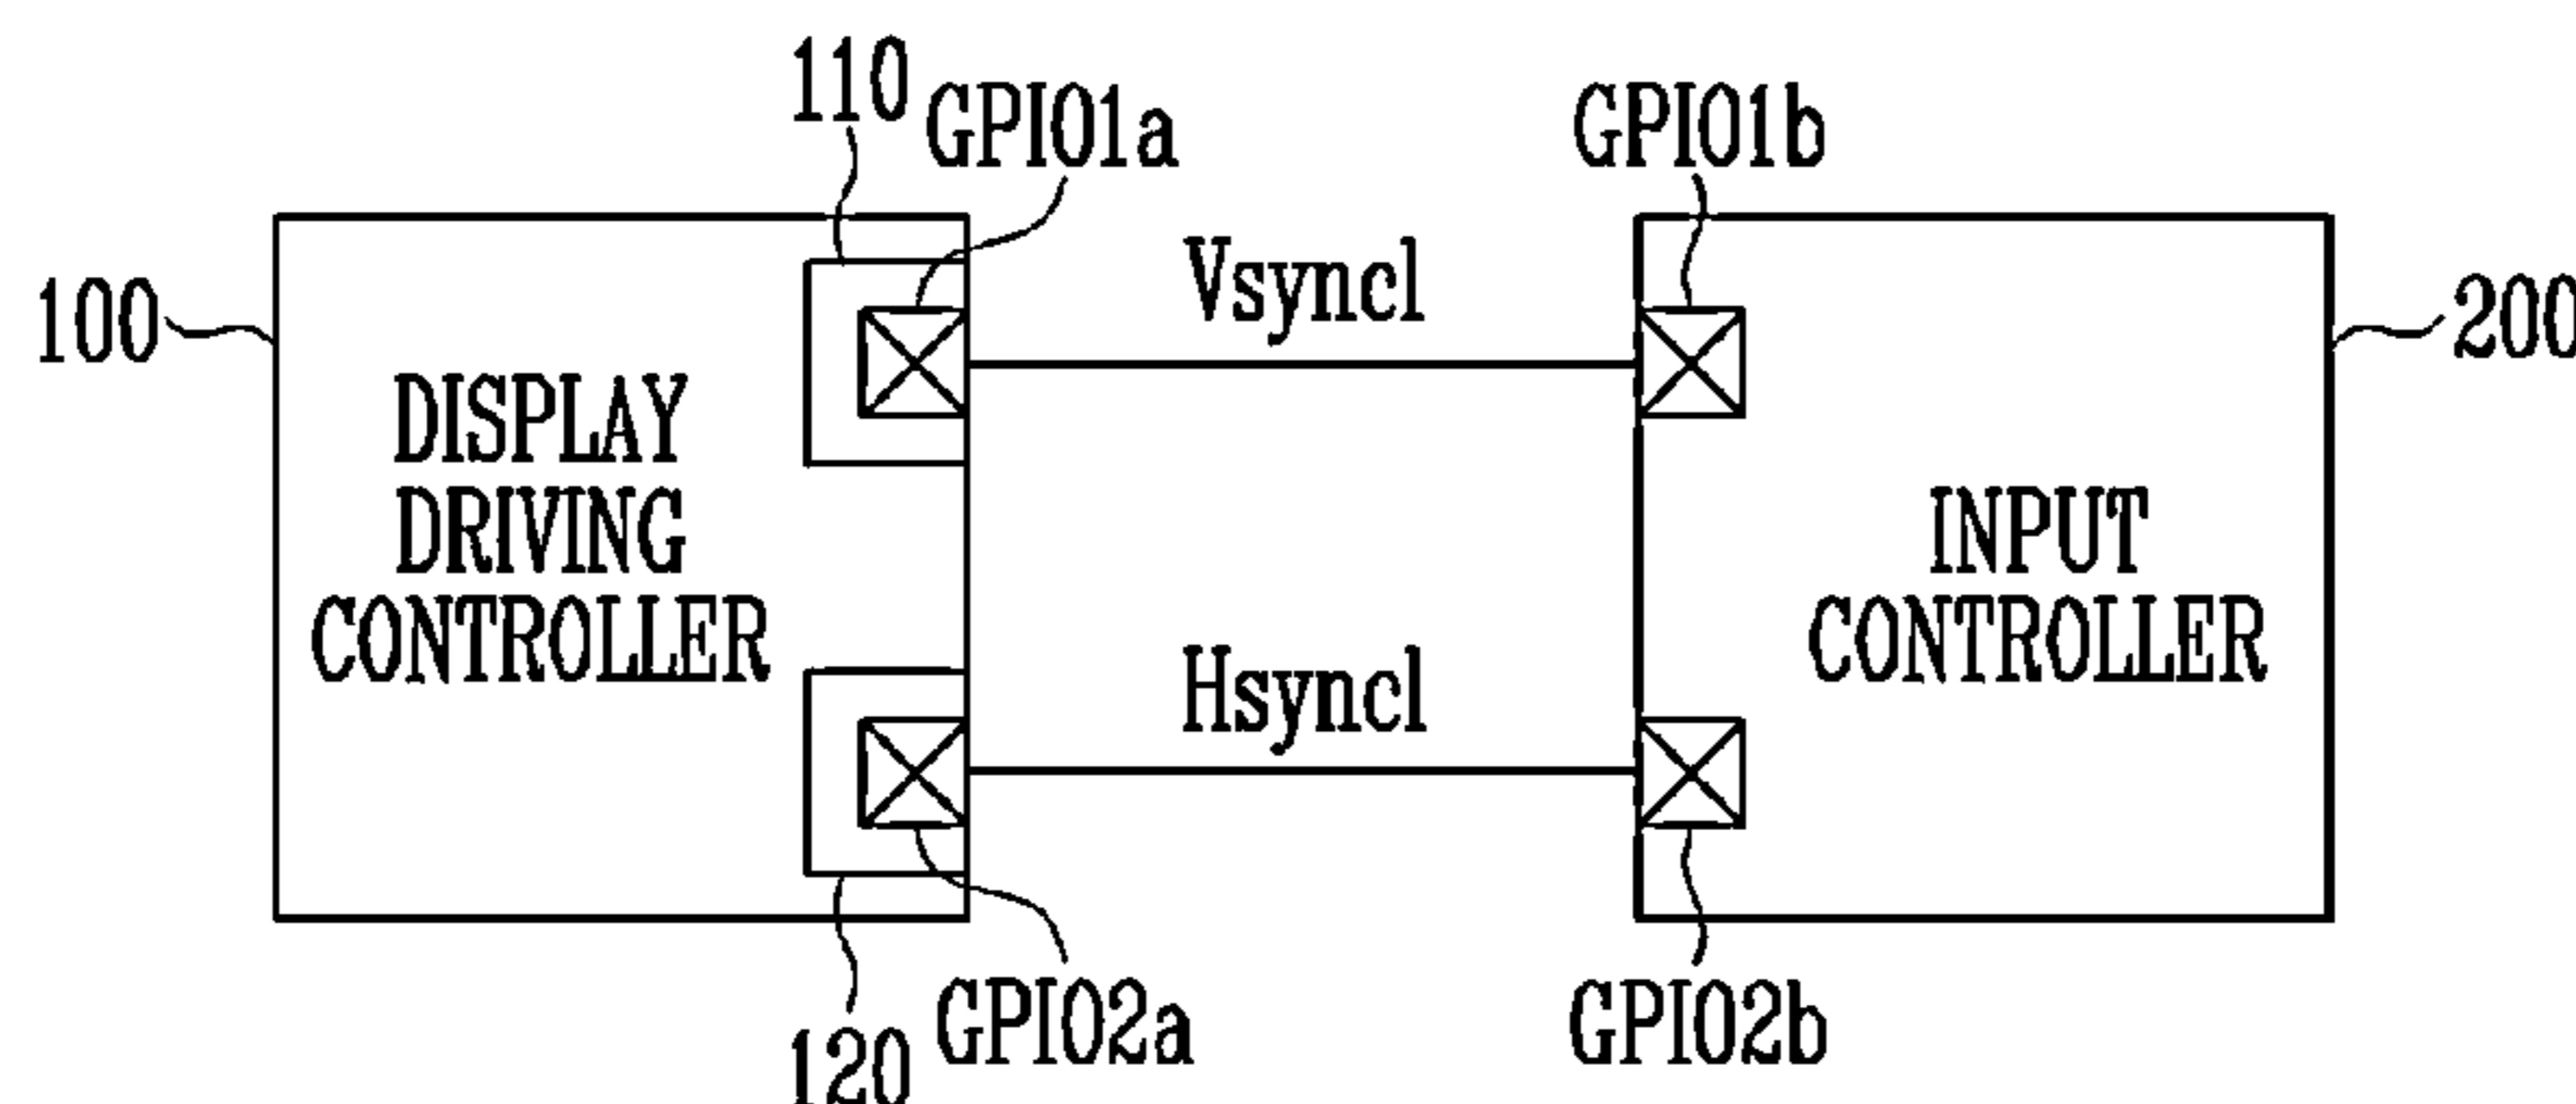 110
GPIO1a
GPIO1b
Vsyncl
100
200
DISPLAY
DRIVING
CONTROLLER
INPUT
CONTROLLER
Hsyncl
GPIO2a
GPIO2b
120